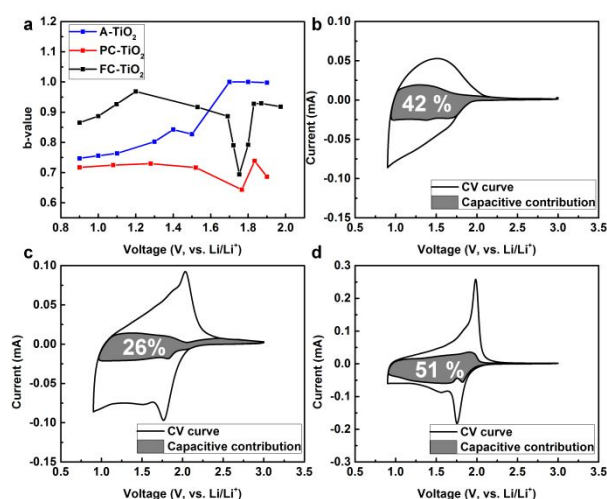 a
A-TiO2
PC-TiO2
FC-TiO2
1.2
1.1
1.0
0.9
0.8
0.7
0.6
0.5
b-value
0.8 1.0 1.2 1.4 1.6 1.8 2.0
Voltage (V, vs. Li/Li+)
b
0.10
0.05
0.00
-0.05
-0.10
-0.15
Current (mA)
42 %
CV curve
Capacitive contribution
0.5 1.0 1.5 2.0 2.5 3.0 3.5
Voltage (V, vs. Li/Li+)
c
0.10
0.05
0.00
-0.05
-0.10
-0.15
Current (mA)
26%
CV curve
Capacitive contribution
0.5 1.0 1.5 2.0 2.5 3.0 3.5
Voltage (V, vs. Li/Li+)
d
0.3
0.2
0.1
0.0
-0.1
-0.2
-0.3
Current (mA)
51 %
CV curve
Capacitive contribution
0.5 1.0 1.5 2.0 2.5 3.0 3.5
Voltage (V, vs. Li/Li+)